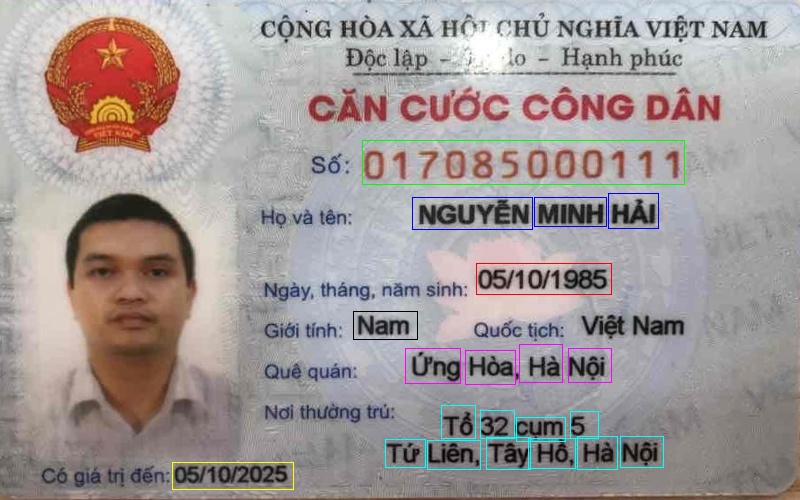 CỘNG HÒA XÃ HỘI CHỦ NGHĨA VIỆT NAM
Độc lập - do - Hạnh phúc
CĂN CƯỚC CÔNG DÂN
Số: 017085000111
Họ và tên: NGUYỄN MINH HẢI
Ngày, tháng, năm sinh: 05/10/1985
Giới tính: Nam Quốc tịch: Việt Nam
Quê quán: Ứng Hòa, Hà Nội
Nơi thường trú: Tổ 32 cụm 5
Tứ Liên, Tây Hồ, Hà Nội
Có giá trị đến: 05/10/2025